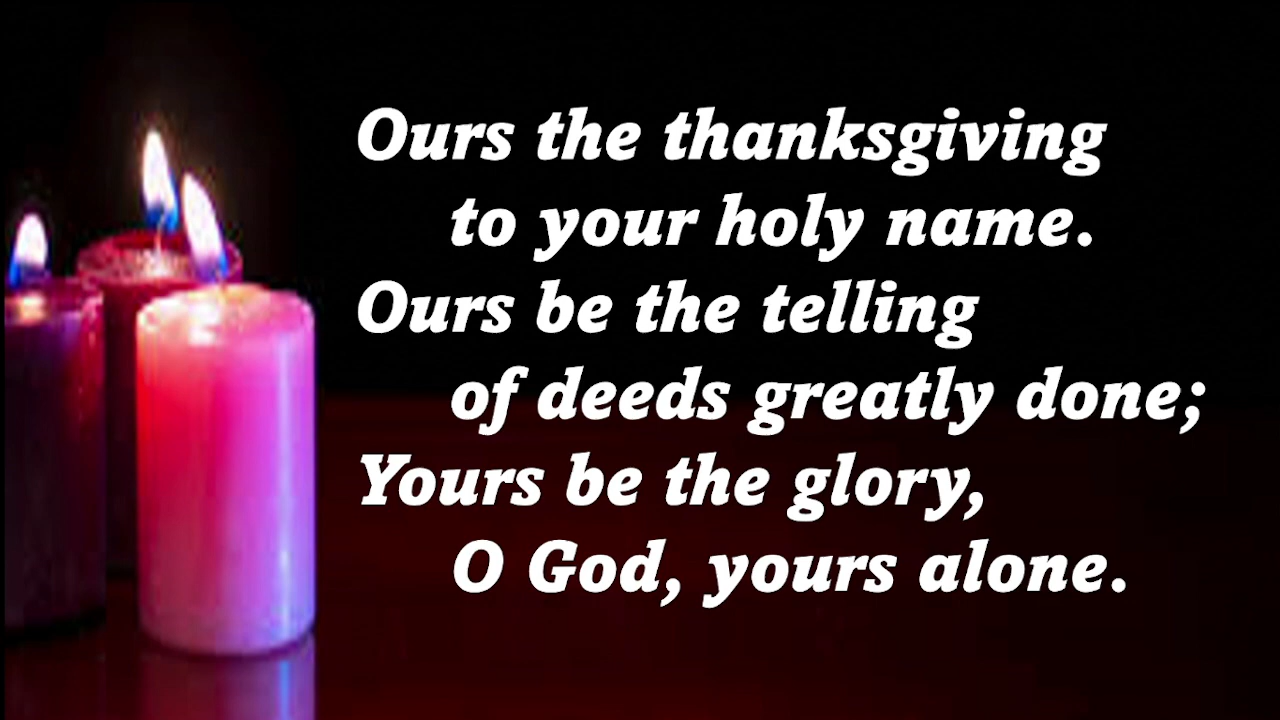 Ours the thanksgiving
to your holy name.
Ours be the telling
of deeds greatly done;
Yours be the glory,
O God, yours alone.